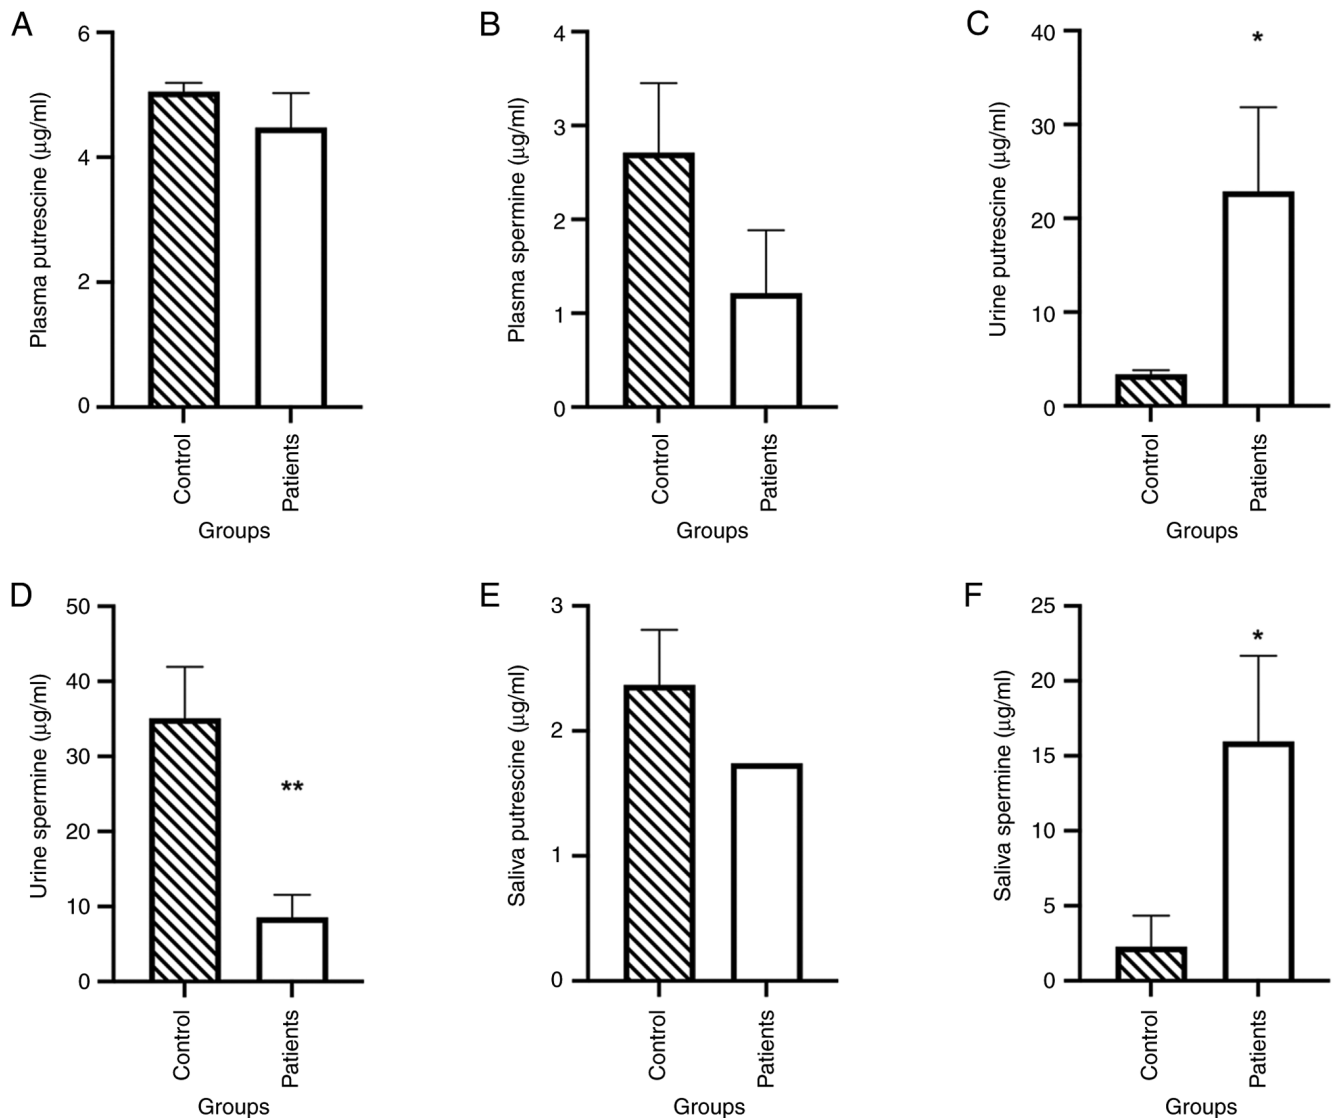 A
Plasma putrescine (μg/ml)
6
4
2
0
Control
Patients
Groups
B
Plasma spermine (μg/ml)
4
3
2
1
0
Control
Patients
Groups
C
Urine putrescine (μg/ml)
40
30
20
10
0
*
Control
Patients
Groups
D
Urine spermine (μg/ml)
50
40
30
20
10
0
**
Control
Patients
Groups
E
Saliva putrescine (μg/ml)
3
2
1
0
Control
Patients
Groups
F
Saliva spermine (μg/ml)
25
20
15
10
5
0
*
Control
Patients
Groups